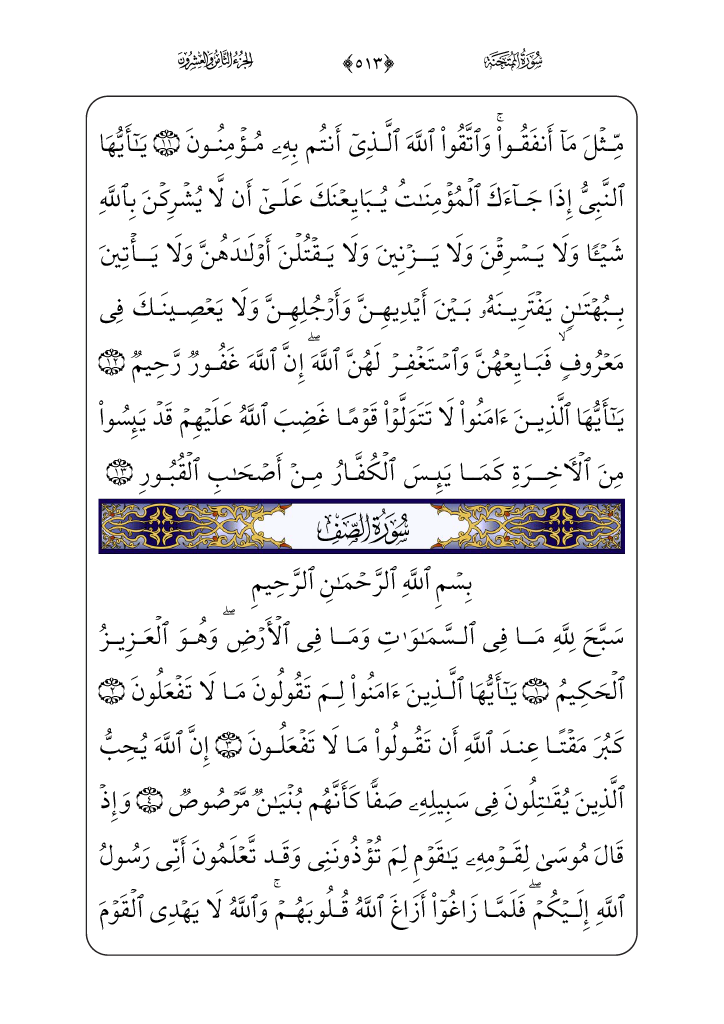 سُورَةُ المُمْتَحنَة ﴿٥١٣﴾ الجُزءُ الثَّامِنُ وَالعِشْرُونَ
مِّثۡلَ مَآ أَنفَقُواْۚ وَٱتَّقُواْ ٱللَّهَ ٱلَّذِيٓ أَنتُم بِهِۦ مُؤۡمِنُونَ ١١ يَٰٓأَيُّهَا
ٱلنَّبِيُّ إِذَا جَآءَكَ ٱلۡمُؤۡمِنَٰتُ يُبَايِعۡنَكَ عَلَىٰٓ أَن لَّا يُشۡرِكۡنَ بِٱللَّهِ
شَيۡـٔٗا وَلَا يَسۡرِقۡنَ وَلَا يَزۡنِينَ وَلَا يَقۡتُلۡنَ أَوۡلَٰدَهُنَّ وَلَا يَأۡتِينَ
بِبُهۡتَٰنٖ يَفۡتَرِينَهُۥ بَيۡنَ أَيۡدِيهِنَّ وَأَرۡجُلِهِنَّ وَلَا يَعۡصِينَكَ فِي
مَعۡرُوفٖۙ فَبَايِعۡهُنَّ وَٱسۡتَغۡفِرۡ لَهُنَّ ٱللَّهَۖ إِنَّ ٱللَّهَ غَفُورٞ رَّحِيمٞ ١٢
يَٰٓأَيُّهَا ٱلَّذِينَ ءَامَنُواْ لَا تَتَوَلَّوۡاْ قَوۡمًا غَضِبَ ٱللَّهُ عَلَيۡهِمۡ قَدۡ يَئِسُواْ
مِنَ ٱلۡأٓخِرَةِ كَمَا يَئِسَ ٱلۡكُفَّارُ مِنۡ أَصۡحَٰبِ ٱلۡقُبُورِ ١٣
سُورَةُ الصَّفِّ
بِسۡمِ ٱللَّهِ ٱلرَّحۡمَٰنِ ٱلرَّحِيمِ
سَبَّحَ لِلَّهِ مَا فِي ٱلسَّمَٰوَٰتِ وَمَا فِي ٱلۡأَرۡضِۖ وَهُوَ ٱلۡعَزِيزُ
ٱلۡحَكِيمُ ١ يَٰٓأَيُّهَا ٱلَّذِينَ ءَامَنُواْ لِمَ تَقُولُونَ مَا لَا تَفۡعَلُونَ ٢
كَبُرَ مَقۡتًا عِندَ ٱللَّهِ أَن تَقُولُواْ مَا لَا تَفۡعَلُونَ ٣ إِنَّ ٱللَّهَ يُحِبُّ
ٱلَّذِينَ يُقَٰتِلُونَ فِي سَبِيلِهِۦ صَفّٗا كَأَنَّهُم بُنۡيَٰنٞ مَّرۡصُوصٞ ٤ وَإِذۡ
قَالَ مُوسَىٰ لِقَوۡمِهِۦ يَٰقَوۡمِ لِمَ تُؤۡذُونَنِي وَقَد تَّعۡلَمُونَ أَنِّي رَسُولُ
ٱللَّهِ إِلَيۡكُمۡۖ فَلَمَّا زَاغُوٓاْ أَزَاغَ ٱللَّهُ قُلُوبَهُمۡۚ وَٱللَّهُ لَا يَهۡدِي ٱلۡقَوۡمَ